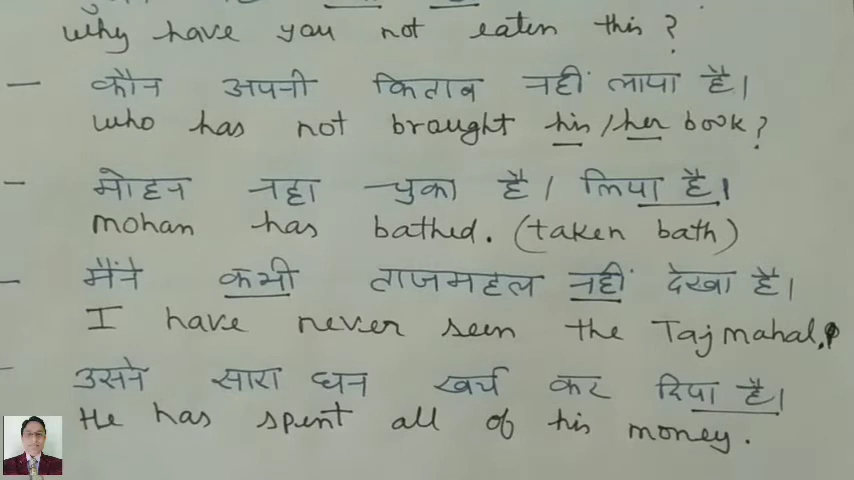 why have you not eaten this?
— कौन अपनी किताब नहीं लाया है।
who has not brought his/her book?
— मोहन नहा चुका है। लिया है।
mohan has bathed. (taken bath)
— मैंने कभी ताजमहल नहीं देखा है।
I have never seen the Tajmahal.
- उसने सारा धन खर्च कर दिया है।
He has spent all of his money.